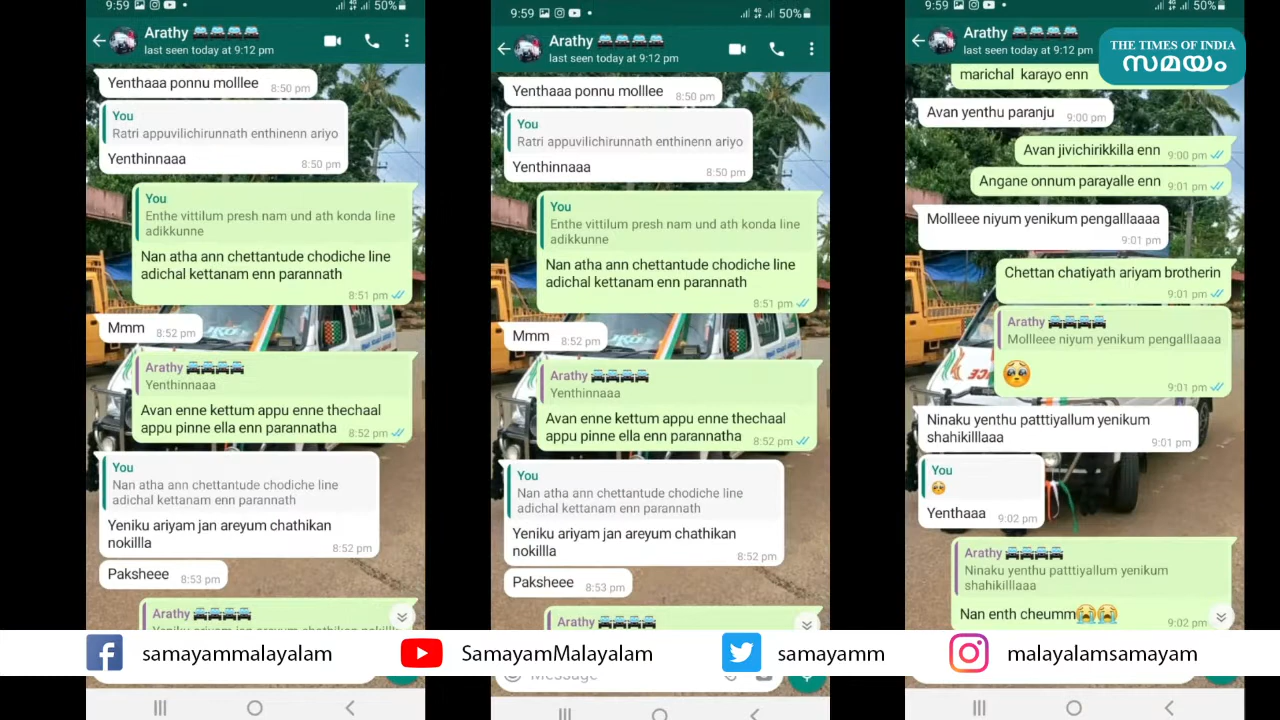 9:59
50%
Arathy
last seen today at 9:12 pm
Yenthaaa ponnu molllee 8:50 pm
You
Ratri appuvilichirunnath enthinenn ariyo
Yenthinnaaa 8:50 pm
You
Enthe vittilum presh nam und ath konda line
adikkunne
Nan atha ann chettantude chodiche line
adichal kettanam enn parannath
8:51 pm
Mmm 8:52 pm
Arathy
Yenthinnaaa
Avan enne kettum appu enne thechaal
appu pinne ella enn parannatha 8:52 pm
You
Nan atha ann chettantude chodiche line
adichal kettanam enn parannath
Yeniku ariyam jan areyum chathikan
nokillla 8:52 pm
Paksheee 8:53 pm
Arathy
9:59
50%
Arathy
last seen today at 9:12 pm
Yenthaaa ponnu molllee 8:50 pm
You
Ratri appuvilichirunnath enthinenn ariyo
Yenthinnaaa 8:50 pm
You
Enthe vittilum presh nam und ath konda line
adikkunne
Nan atha ann chettantude chodiche line
adichal kettanam enn parannath
8:51 pm
Mmm 8:52 pm
Arathy
Yenthinnaaa
Avan enne kettum appu enne thechaal
appu pinne ella enn parannatha 8:52 pm
You
Nan atha ann chettantude chodiche line
adichal kettanam enn parannath
Yeniku ariyam jan areyum chathikan
nokillla 8:52 pm
Paksheee 8:53 pm
Arathy
Message
9:59
50%
Arathy
last seen today at 9:12 pm
THE TIMES OF INDIA
സമയം
marichal karayo enn
Avan yenthu paranju 9:00 pm
Avan jivichirikkilla enn 9:00 pm
Angane onnum parayalle enn 9:01 pm
Mollleee niyum yenikum pengalllaaaa
9:01 pm
Chettan chatiyath ariyam brotherin
9:01 pm
Arathy
Mollleee niyum yenikum pengalllaaaa
🥺
9:01 pm
Ninaku yenthu patttiyallum yenikum
shahikilllaaa 9:01 pm
You
🥺
Yenthaaa 9:02 pm
Arathy
Ninaku yenthu patttiyallum yenikum
shahikilllaaa
Nan enth cheumm😭😭
9:02 pm
samayammalayalam
SamayamMalayalam
samayamm
malayalamsamayam